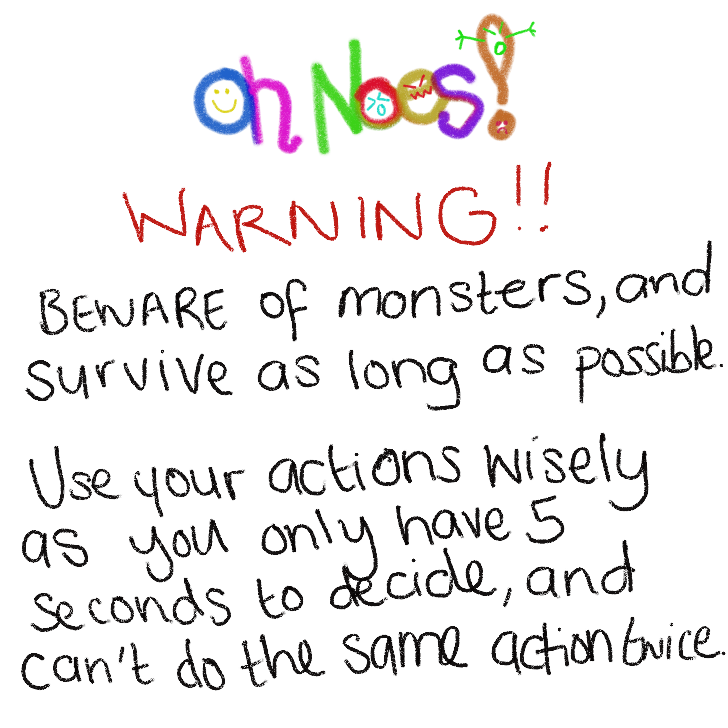 oh Noes!
WARNING!!
BEWARE of monsters, and
survive as long as possible.
Use your actions wisely
as you only have 5
seconds to decide, and
can't do the same action twice.